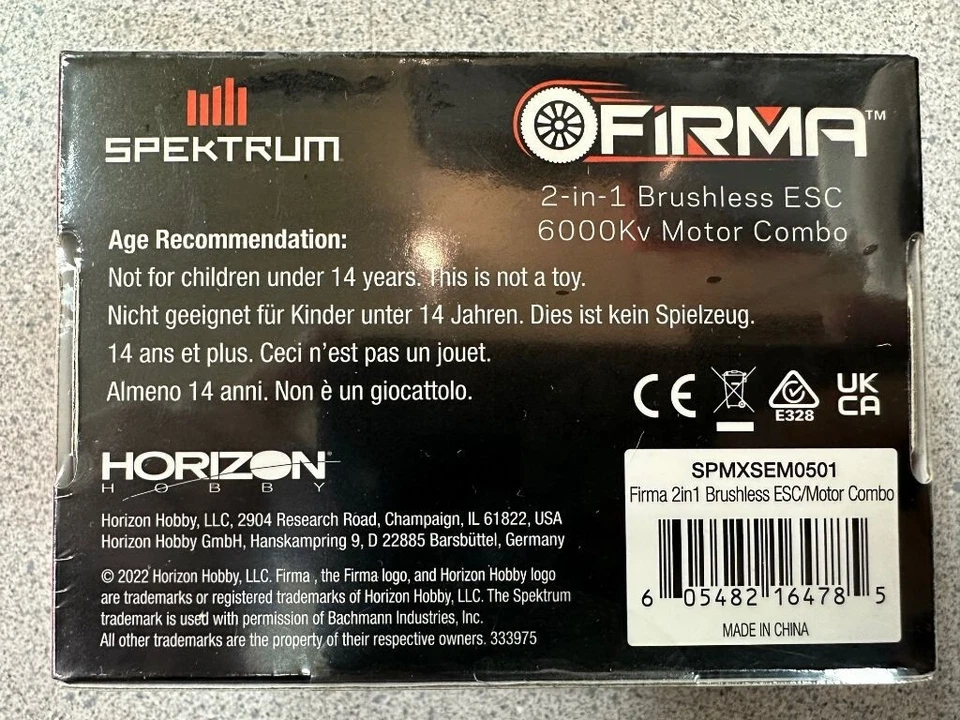 SPEKTRUM
FiRMA™
2-in-1 Brushless ESC
6000Kv Motor Combo
Age Recommendation:
Not for children under 14 years. This is not a toy.
Nicht geeignet für Kinder unter 14 Jahren. Dies ist kein Spielzeug.
14 ans et plus. Ceci n'est pas un jouet.
Almeno 14 anni. Non è un giocattolo.
CE
E328
UK
CA
HORIZON®
HOBBY
Horizon Hobby, LLC, 2904 Research Road, Champaign, IL 61822, USA
Horizon Hobby GmbH, Hanskampring 9, D 22885 Barsbüttel, Germany
© 2022 Horizon Hobby, LLC. Firma , the Firma logo, and Horizon Hobby logo
are trademarks or registered trademarks of Horizon Hobby, LLC. The Spektrum
trademark is used with permission of Bachmann Industries, Inc.
All other trademarks are the property of their respective owners. 333975
SPMXSEM0501
Firma 2in1 Brushless ESC/Motor Combo
6 05482 16478 5
MADE IN CHINA